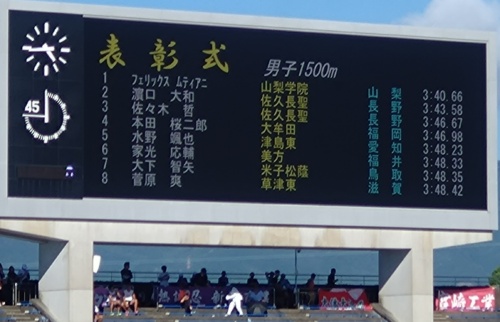 表彰式 男子1500m
1 フェリックス ムティアニ 山梨学院 山梨 3:40.66
2 濵口 大和 佐久長聖 長野 3:43.58
3 佐々木 哲 佐久長聖 長野 3:46.67
4 本田 桜二郎 大牟田 福岡 3:46.98
5 水野 颯也 津島東 愛知 3:48.23
6 家光 応輔 美方 福井 3:48.33
7 大下 智矢 米子松蔭 鳥取 3:48.35
8 菅原 爽 草津東 滋賀 3:48.42
45
工業